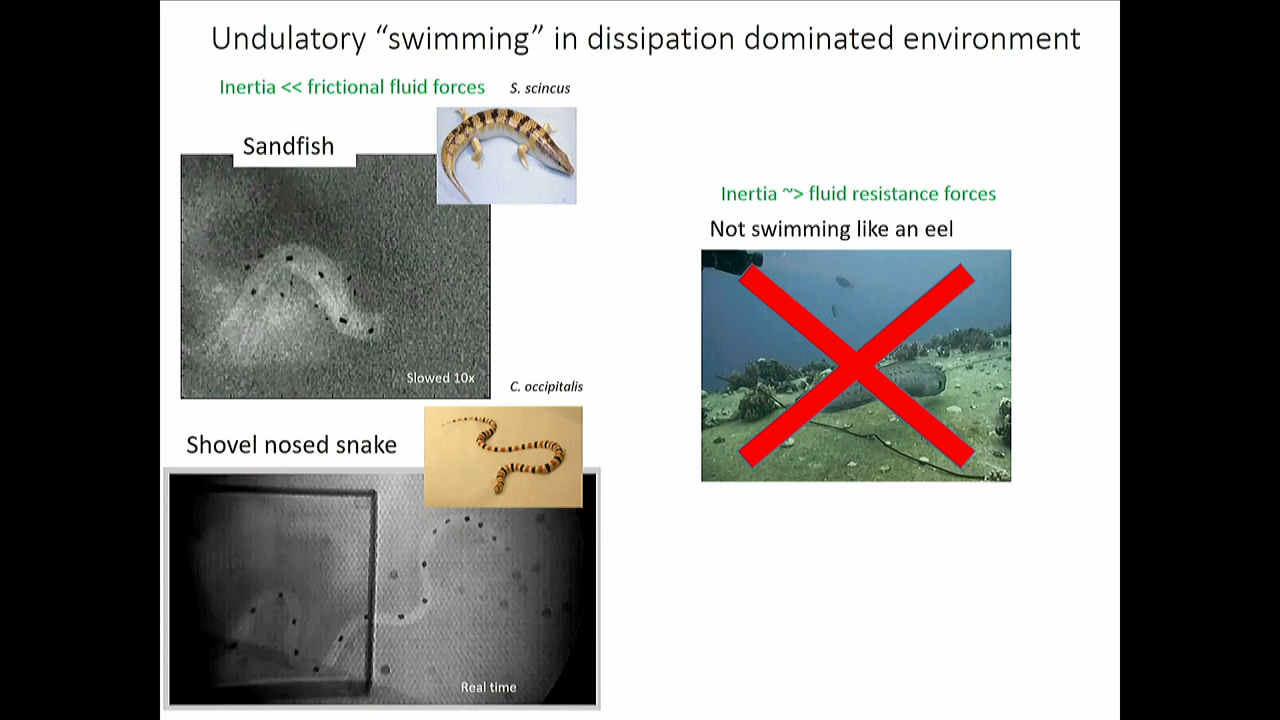 Undulatory “swimming” in dissipation dominated environment
Inertia << frictional fluid forces
S. scincus
Sandfish
Slowed 10x
C. occipitalis
Shovel nosed snake
Real time
Inertia ~> fluid resistance forces
Not swimming like an eel